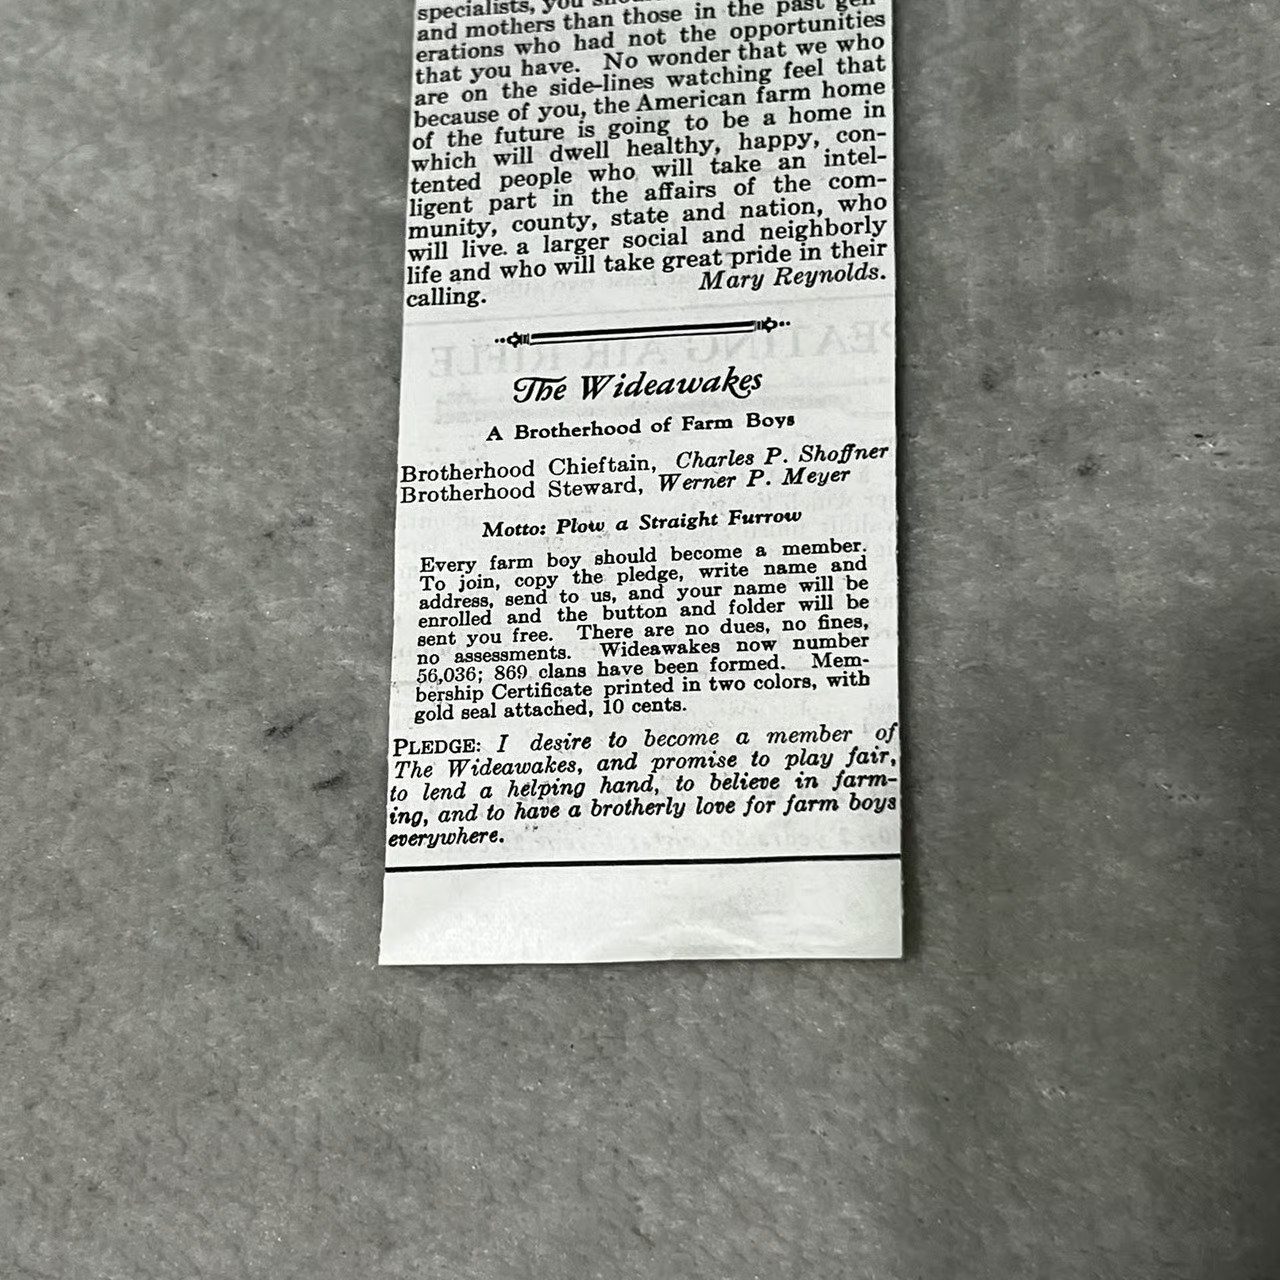 specialists, you
and mothers than those in the past gen-
erations who had not the opportunities
that you have. No wonder that we who
are on the side-lines watching feel that
because of you, the American farm home
of the future is going to be a home in
which will dwell healthy, happy, con-
tented people who will take an intel-
ligent part in the affairs of the com-
munity, county, state and nation, who
will live. a larger social and neighborly
life and who will take great pride in their
calling. Mary Reynolds.
The Wideawakes
A Brotherhood of Farm Boys
Brotherhood Chieftain, Charles P. Shoffner
Brotherhood Steward, Werner P. Meyer
Motto: Plow a Straight Furrow
Every farm boy should become a member.
To join, copy the pledge, write name and
address, send to us, and your name will be
enrolled and the button and folder will be
sent you free. There are no dues, no fines,
no assessments. Wideawakes now number
56,036; 869 clans have been formed. Mem-
bership Certificate printed in two colors, with
gold seal attached, 10 cents.
PLEDGE: I desire to become a member of
The Wideawakes, and promise to play fair,
to lend a helping hand, to believe in farm-
ing, and to have a brotherly love for farm boys
everywhere.